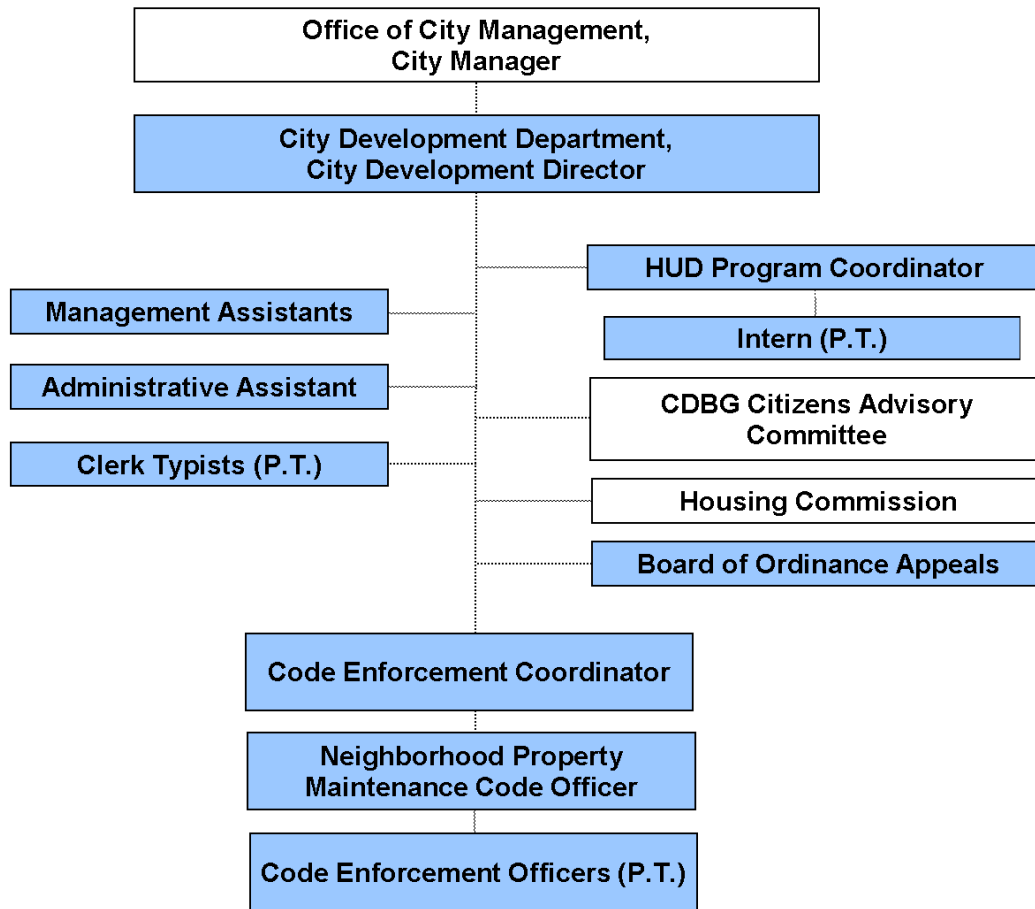 Office of City Management,
City Manager
City Development Department,
City Development Director
HUD Program Coordinator
Management Assistants
Intern (P.T.)
Administrative Assistant
CDBG Citizens Advisory
Committee
Clerk Typists (P.T.)
Housing Commission
Board of Ordinance Appeals
Code Enforcement Coordinator
Neighborhood Property
Maintenance Code Officer
Code Enforcement Officers (P.T.)